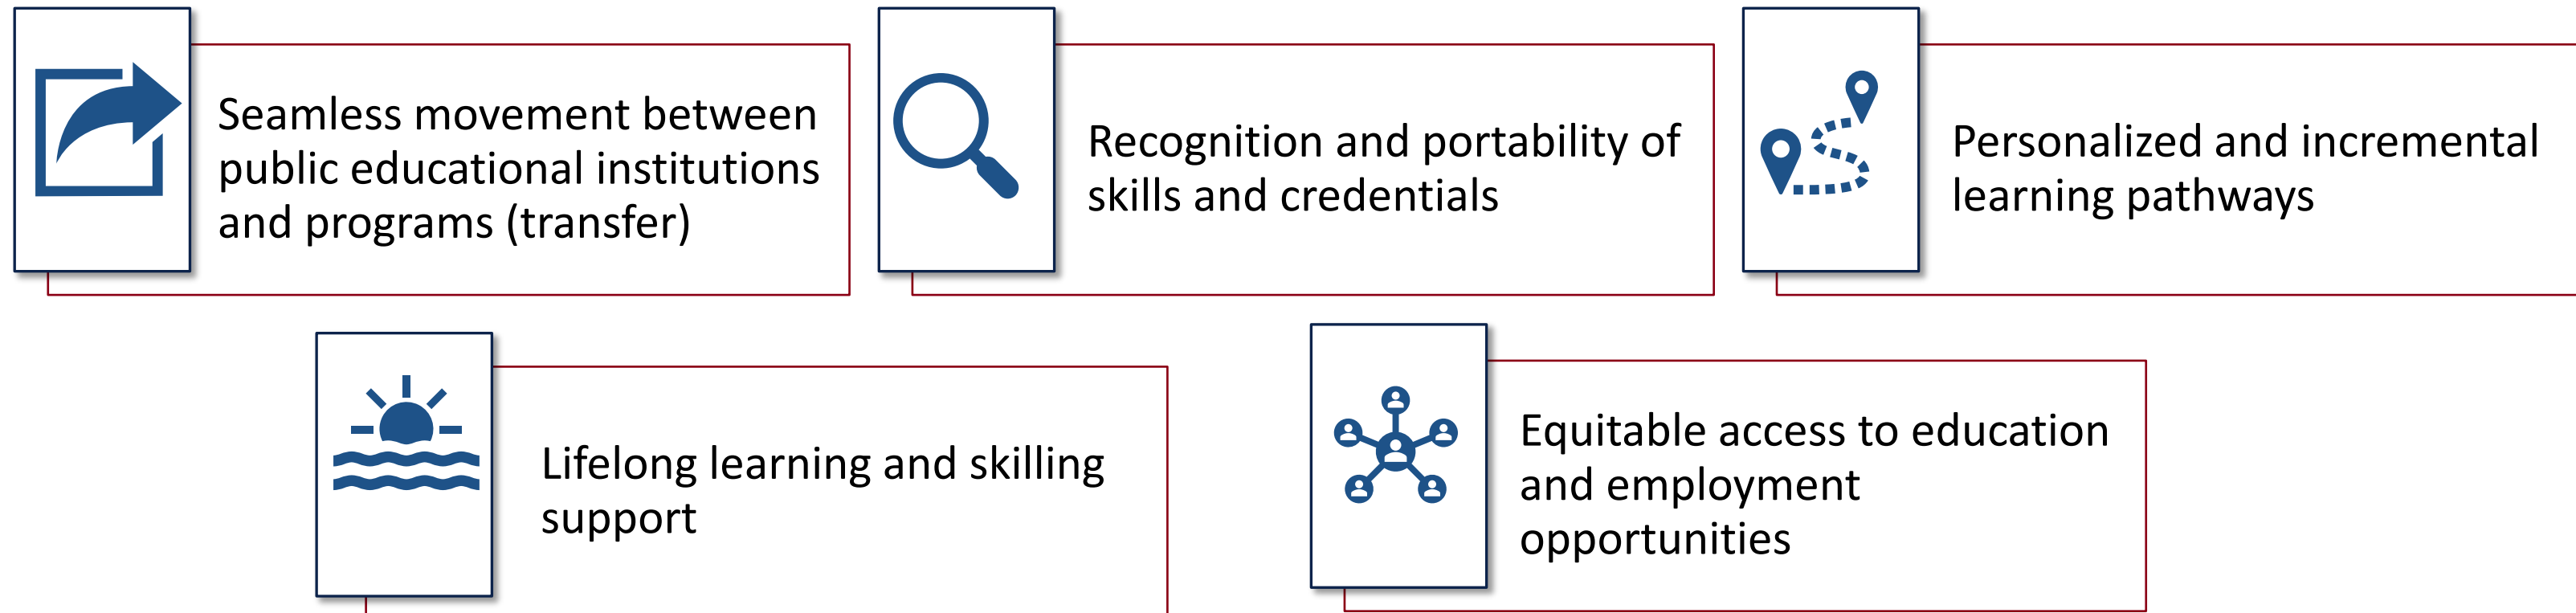 Seamless movement between
public educational institutions
and programs (transfer)
Recognition and portability of
skills and credentials
Personalized and incremental
learning pathways
Lifelong learning and skilling
support
Equitable access to education
and employment
opportunities